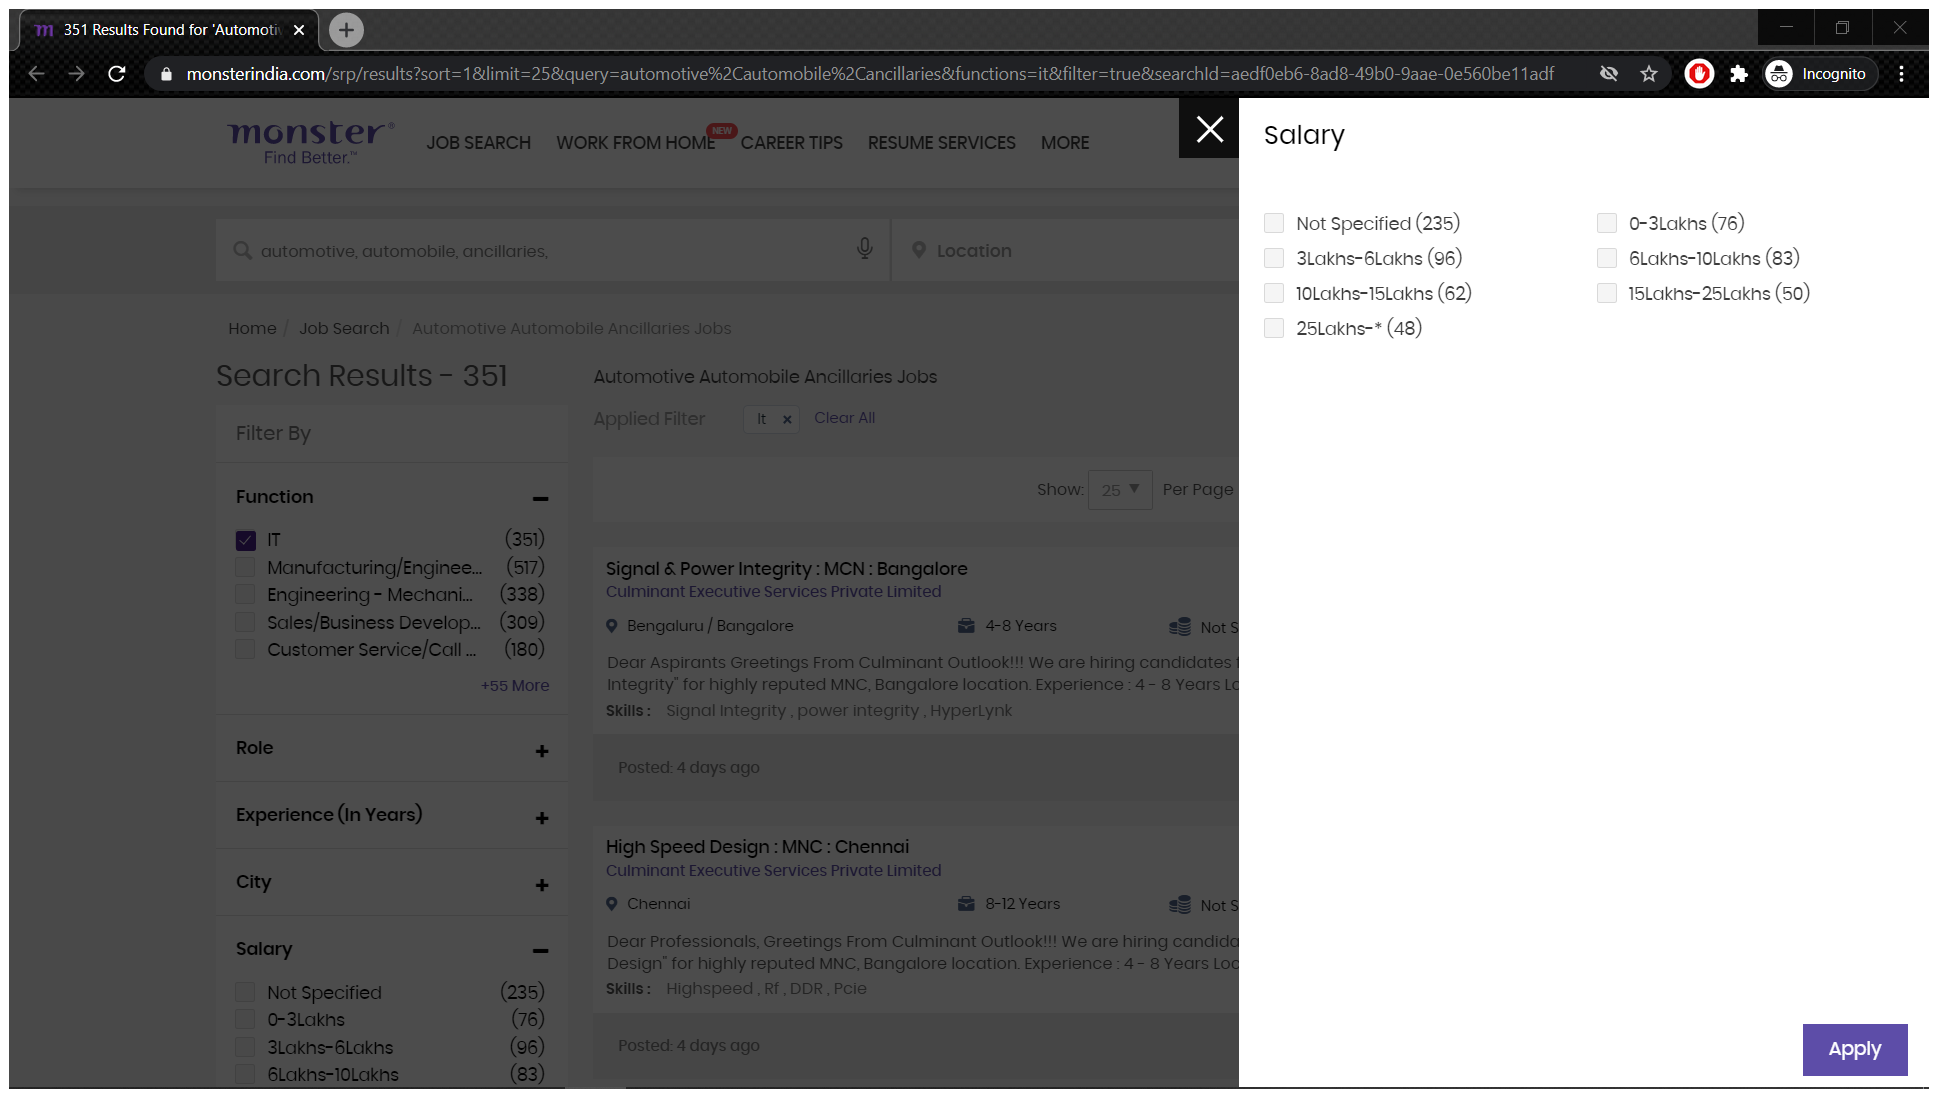 351 Results Found for 'Automoti
monsterindia.com/srp/results?sort=1&limit=25&query=automotive%2Cautomobile%2Cancillaries&functions=it&filter=true&searchId=aedf0eb6-8ad8-49b0-9aae-0e560be11adf
Incognito
monster
Find Better.™
JOB SEARCH
WORK FROM HOME
NEW
CAREER TIPS
RESUME SERVICES
MORE
automotive, automobile, ancillaries,
Location
Home / Job Search / Automotive Automobile Ancillaries Jobs
Search Results - 351
Filter By
Function
IT (351)
Manufacturing/Enginee... (517)
Engineering - Mechani... (338)
Sales/Business Develop... (309)
Customer Service/Call ... (180)
+55 More
Role
Experience (In Years)
City
Salary
Not Specified (235)
0-3Lakhs (76)
3Lakhs-6Lakhs (96)
6Lakhs-10Lakhs (83)
Automotive Automobile Ancillaries Jobs
Applied Filter It × Clear All
Show: 25 Per Page
Signal & Power Integrity : MCN : Bangalore
Culminant Executive Services Private Limited
Bengaluru / Bangalore 4-8 Years Not S
Dear Aspirants Greetings From Culminant Outlook!!! We are hiring candidates f
Integrity" for highly reputed MNC, Bangalore location. Experience : 4 - 8 Years Lo
Skills : Signal Integrity , power integrity , HyperLynk
Posted: 4 days ago
High Speed Design : MNC : Chennai
Culminant Executive Services Private Limited
Chennai 8-12 Years Not S
Dear Professionals, Greetings From Culminant Outlook!!! We are hiring candida
Design" for highly reputed MNC, Bangalore location. Experience : 4 - 8 Years Loc
Skills : Highspeed , Rf , DDR , Pcie
Posted: 4 days ago
Salary
Not Specified (235) 0-3Lakhs (76)
3Lakhs-6Lakhs (96) 6Lakhs-10Lakhs (83)
10Lakhs-15Lakhs (62) 15Lakhs-25Lakhs (50)
25Lakhs-* (48)
Apply